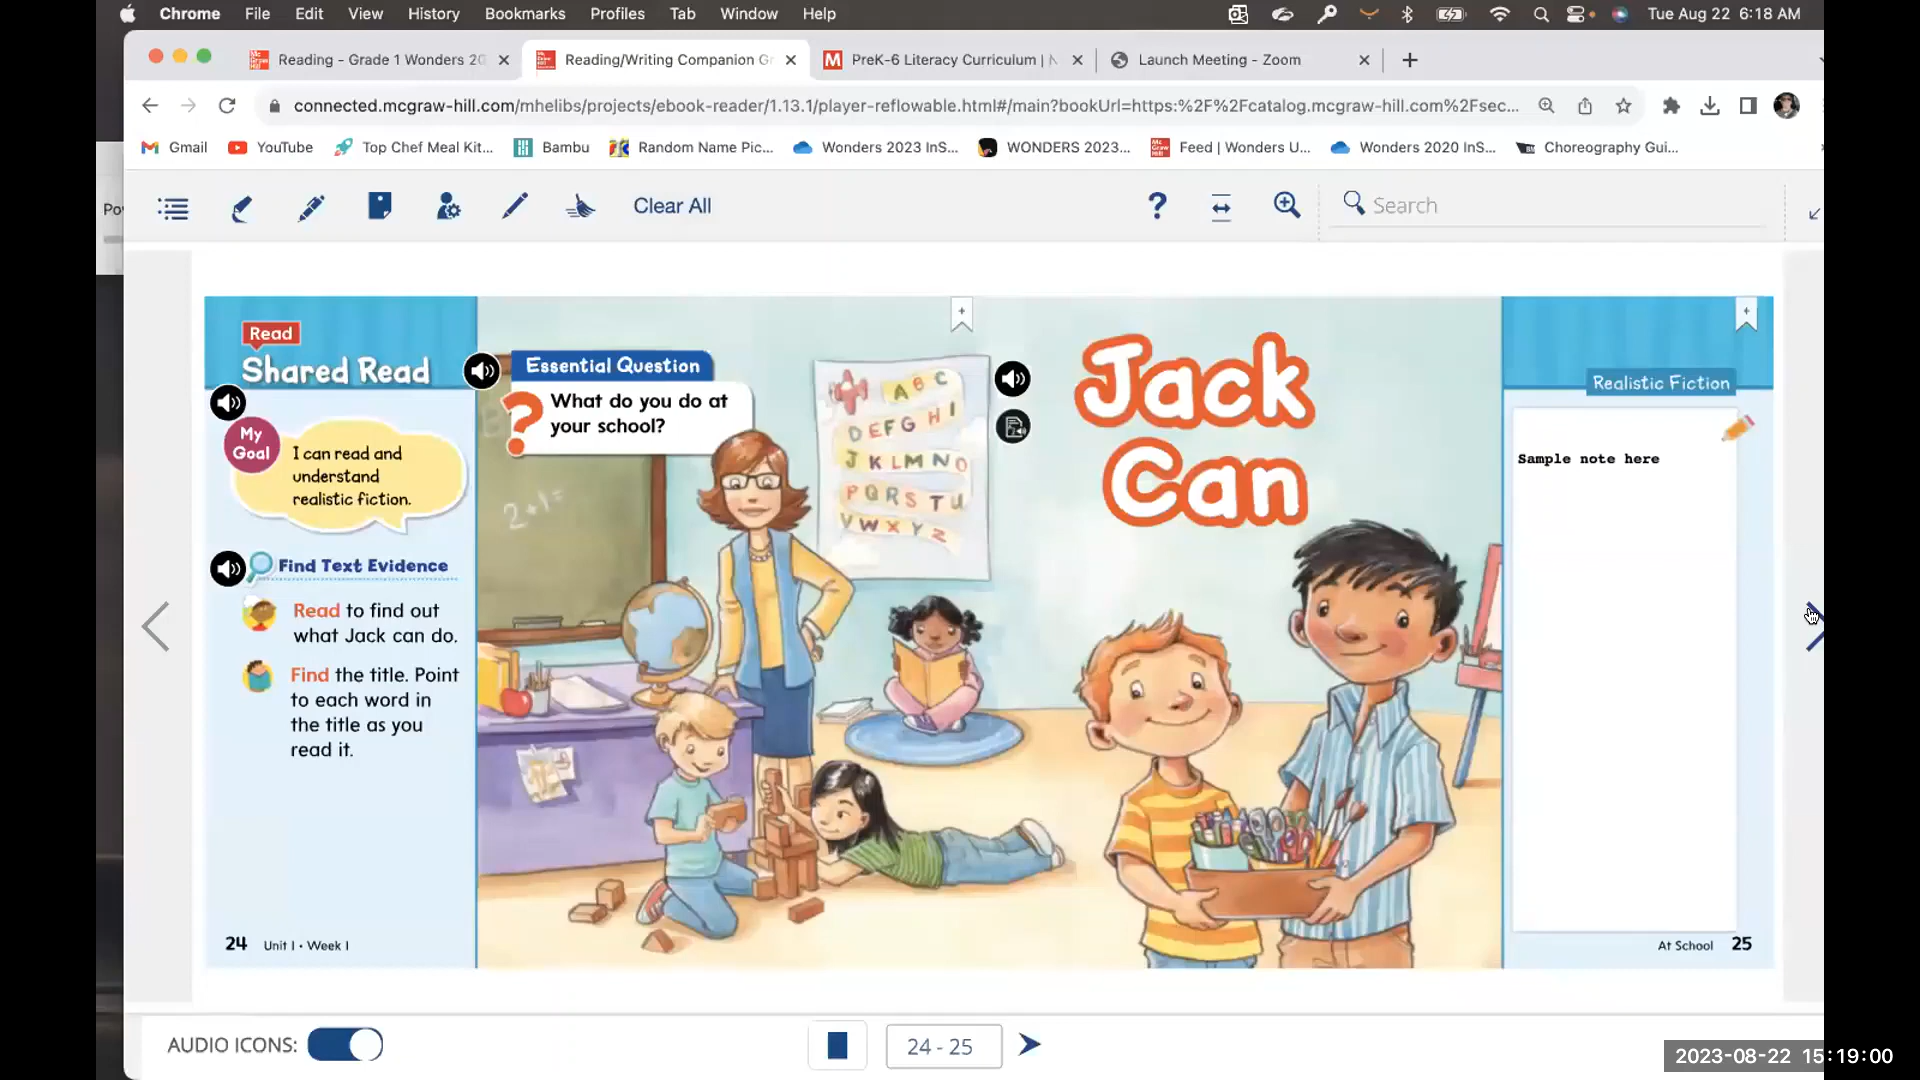 Chrome File Edit View History Bookmarks Profiles Tab Window Help Tue Aug 22 6:18 AM
Reading - Grade 1 Wonders 20
Reading/Writing Companion Gr
PreK-6 Literacy Curriculum | N
Launch Meeting - Zoom
connected.mcgraw-hill.com/mhelibs/projects/ebook-reader/1.13.1/player-reflowable.html#/main?bookUrl=https:%2F%2Fcatalog.mcgraw-hill.com%2Fsec...
Gmail YouTube Top Chef Meal Kit... Bambu Random Name Pic... Wonders 2023 InS... WONDERS 2023... Feed | Wonders U... Wonders 2020 InS... Choreography Gui...
Clear All
Search
Read
Shared Read
My
Goal
I can read and
understand
realistic fiction.
Find Text Evidence
Read to find out
what Jack can do.
Find the title. Point
to each word in
the title as you
read it.
24 Unit 1 • Week 1
Essential Question
What do you do at
your school?
2+1=
A B C
D E F G H I
J K L M N O
P Q R S T U
V W X Y Z
Jack
Can
Realistic Fiction
Sample note here
At School 25
AUDIO ICONS:
24 - 25
2023-08-22 15:19:00